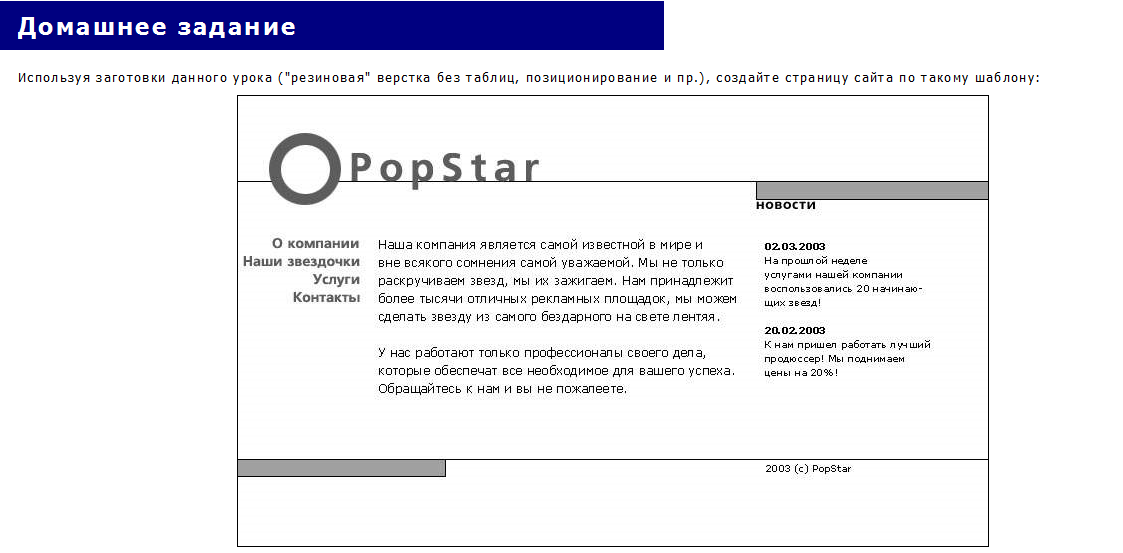 Домашнее задание
Используя заготовки данного урока ("резиновая" верстка без таблиц, позиционирование и пр.), создайте страницу сайта по такому шаблону:
PopStar
новости
О компании
Наши звездочки
Услуги
Контакты
Наша компания является самой известной в мире и
вне всякого сомнения самой уважаемой. Мы не только
раскручиваем звезд, мы их зажигаем. Нам принадлежит
более тысячи отличных рекламных площадок, мы можем
сделать звезду из самого бездарного на свете лентяя.
У нас работают только профессионалы своего дела,
которые обеспечат все необходимое для вашего успеха.
Обращайтесь к нам и вы не пожалеете.
02.03.2003
На прошлой неделе
услугами нашей компании
воспользовались 20 начинаю-
щих звезд!
20.02.2003
К нам пришел работать лучший
продюссер! Мы поднимаем
цены на 20%!
2003 (c) PopStar